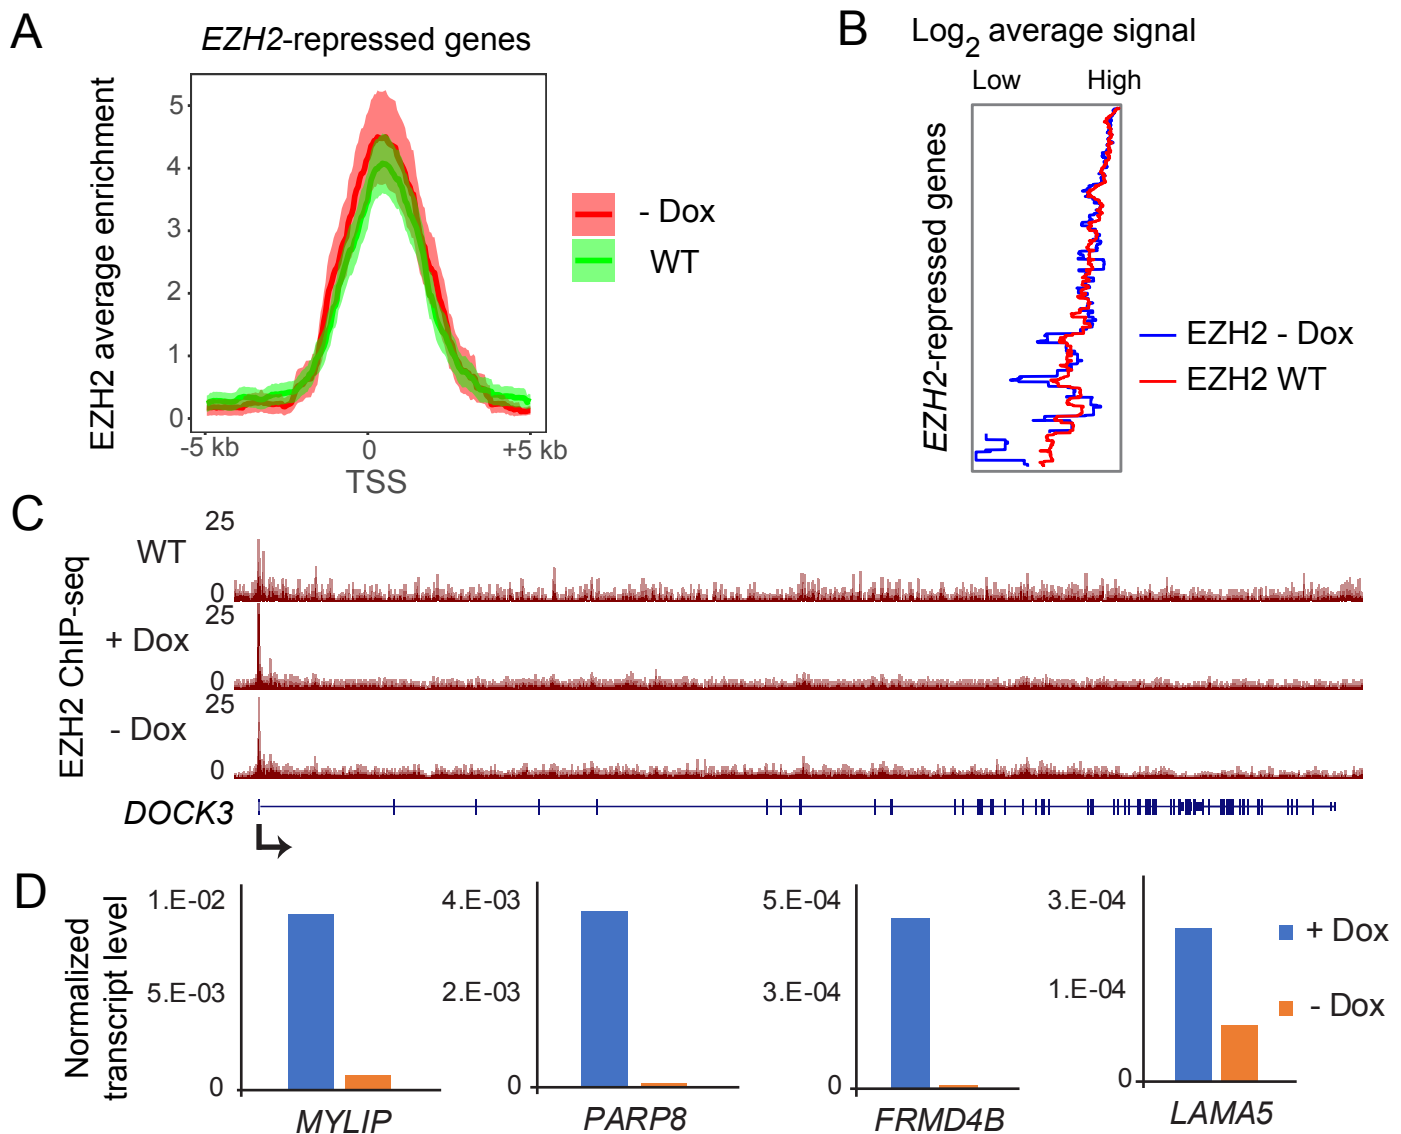 A
EZH2-repressed genes
EZH2 average enrichment
5
4
3
2
1
0
-5 kb
0
+5 kb
TSS
- Dox
WT
B
Log2 average signal
Low
High
EZH2-repressed genes
EZH2 - Dox
EZH2 WT
C
EZH2 ChIP-seq
WT
25
0
+ Dox
25
0
- Dox
25
0
DOCK3
D
Normalized
transcript level
1.E-02
5.E-03
0
MYLIP
4.E-03
2.E-03
0
PARP8
5.E-04
3.E-04
0
FRMD4B
3.E-04
1.E-04
0
LAMA5
+ Dox
- Dox